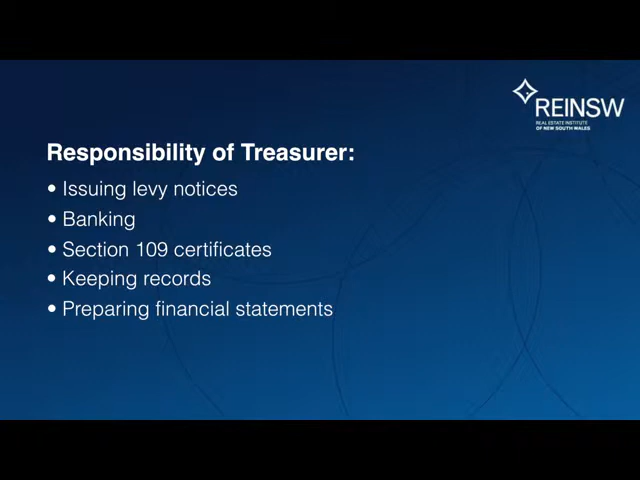 REINSW
REAL ESTATE INSTITUTE
OF NEW SOUTH WALES
Responsibility of Treasurer:
• Issuing levy notices
• Banking
• Section 109 certificates
• Keeping records
• Preparing financial statements